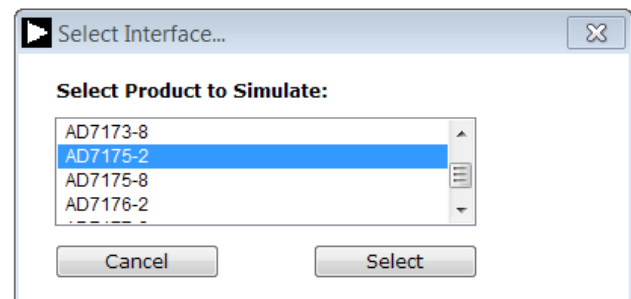 Select Interface...
Select Product to Simulate:
AD7173-8
AD7175-2
AD7175-8
AD7176-2
Cancel Select